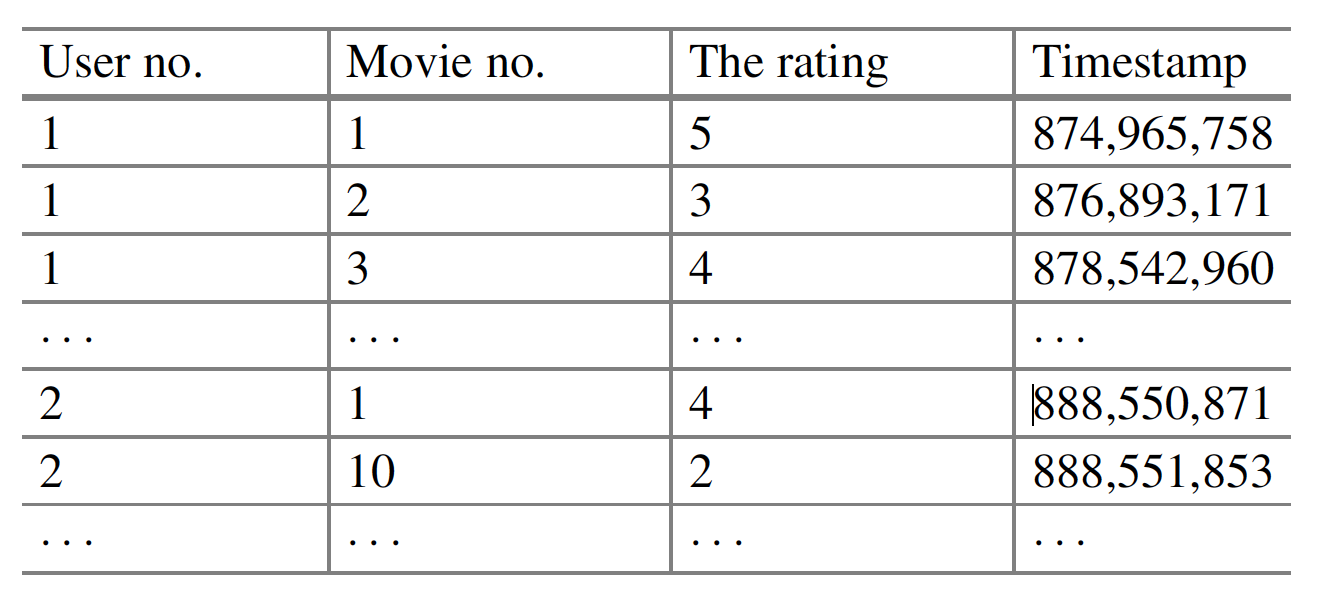 User no. Movie no. The rating Timestamp
1 1 5 874,965,758
1 2 3 876,893,171
1 3 4 878,542,960
... ... ... ...
2 1 4 888,550,871
2 10 2 888,551,853
... ... ... ...